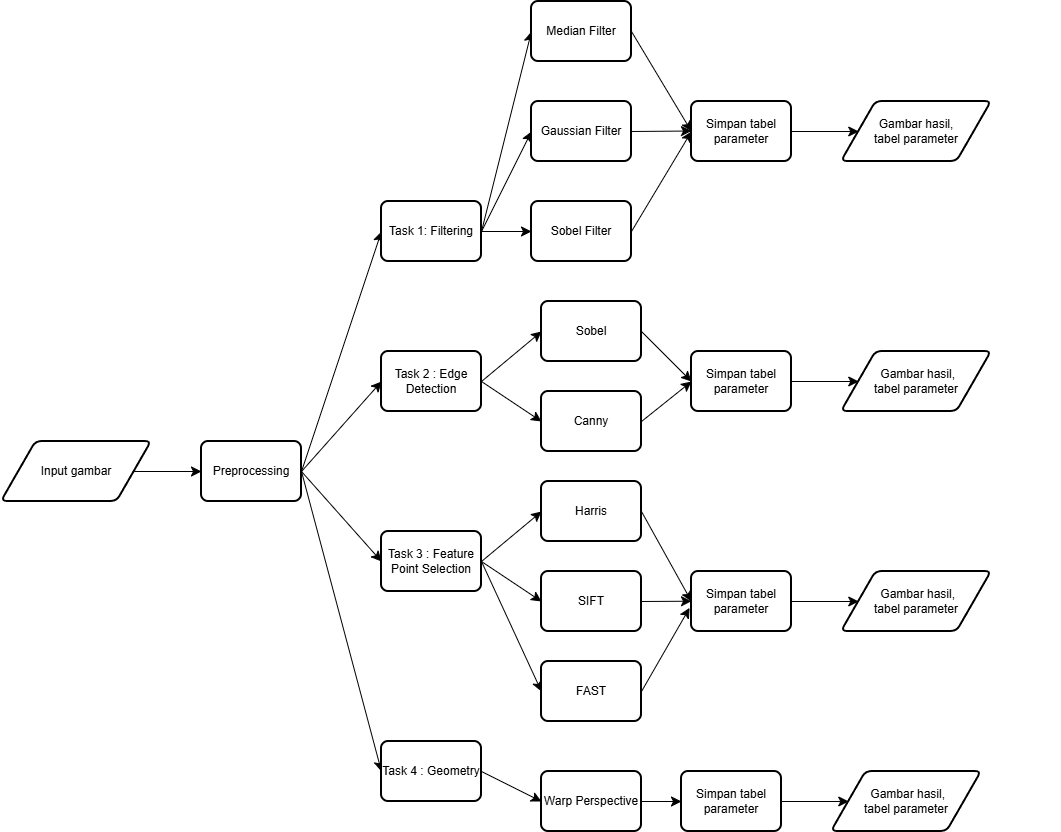 Input gambar
Preprocessing
Task 1: Filtering
Median Filter
Gaussian Filter
Sobel Filter
Simpan tabel
parameter
Gambar hasil,
tabel parameter
Task 2 : Edge
Detection
Sobel
Canny
Simpan tabel
parameter
Gambar hasil,
tabel parameter
Task 3 : Feature
Point Selection
Harris
SIFT
FAST
Simpan tabel
parameter
Gambar hasil,
tabel parameter
Task 4 : Geometry
Warp Perspective
Simpan tabel
parameter
Gambar hasil,
tabel parameter